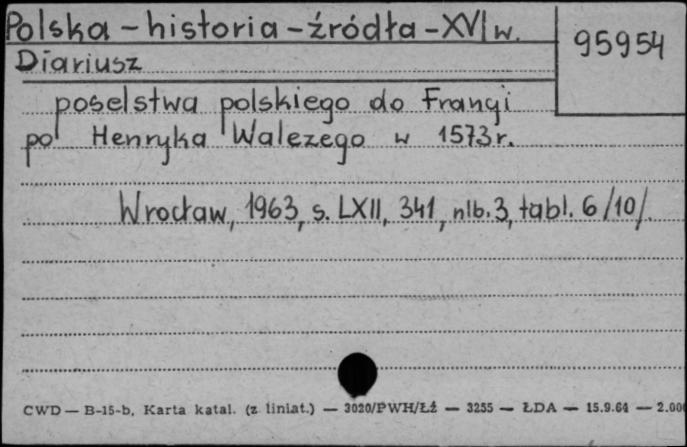 Polska – historia – źródła – XVI w.
95954
Diariusz
poselstwa polskiego do Francji
po Henryka Walezego w 1573 r.
Wrocław, 1963, s. LXII, 341, nlb. 3, tabl. 6 /10/.
CWD — B-15-b, Karta katal. (z liniat.) — 3020/PWH/Łź — 3255 — ŁDA — 15.9.64 — 2.000